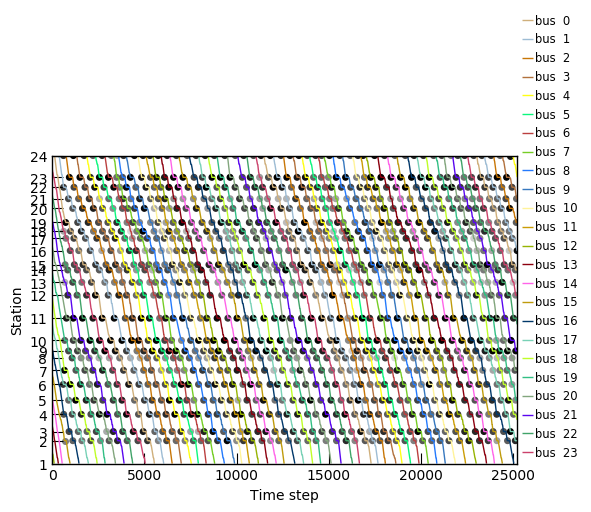 bus 0
bus 1
bus 2
bus 3
bus 4
bus 5
bus 6
bus 7
bus 8
bus 9
bus 10
bus 11
bus 12
bus 13
bus 14
bus 15
bus 16
bus 17
bus 18
bus 19
bus 20
bus 21
bus 22
bus 23
24
23
22
21
20
19
18
17
16
15
14
13
12
11
10
9
8
7
6
5
4
3
2
1
Station
0 5000 10000 15000 20000 25000
Time step